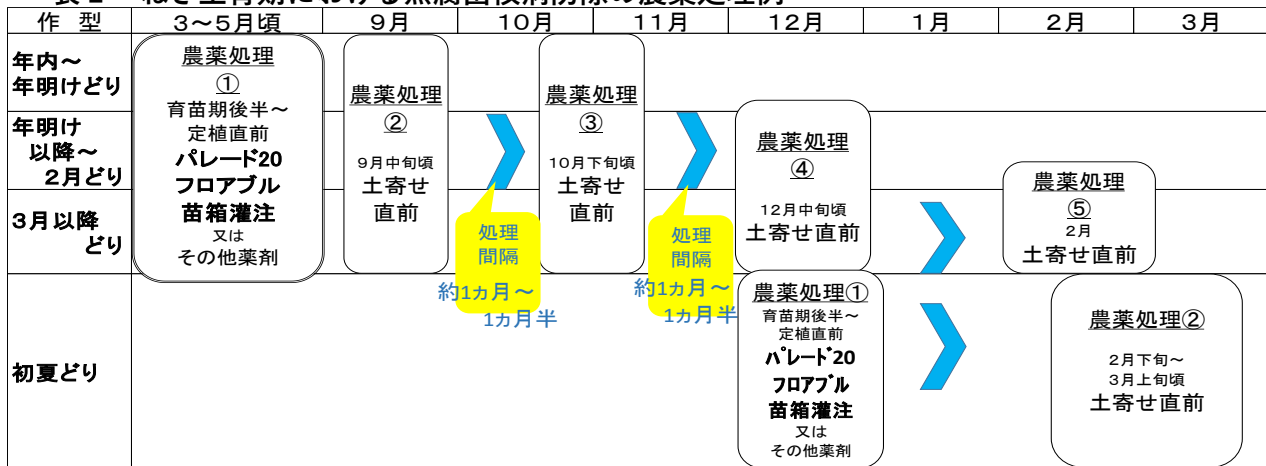 作　型 3～5月頃 9月 10月 11月 12月 1月 2月 3月
年内～
年明けどり
年明け
以降～
2月どり
3月以降
どり
初夏どり
農薬処理
①
育苗期後半～
定植直前
パレード20
フロアブル
苗箱灌注
又は
その他薬剤
農薬処理
②
9月中旬頃
土寄せ
直前
処理
間隔
約1ヵ月～
1ヵ月半
農薬処理
③
10月下旬頃
土寄せ
直前
処理
間隔
約1ヵ月～
1ヵ月半
農薬処理
④
12月中旬頃
土寄せ直前
農薬処理
⑤
2月
土寄せ直前
農薬処理①
育苗期後半～
定植直前
パレード20
フロアブル
苗箱灌注
又は
その他薬剤
農薬処理②
2月下旬～
3月上旬頃
土寄せ直前